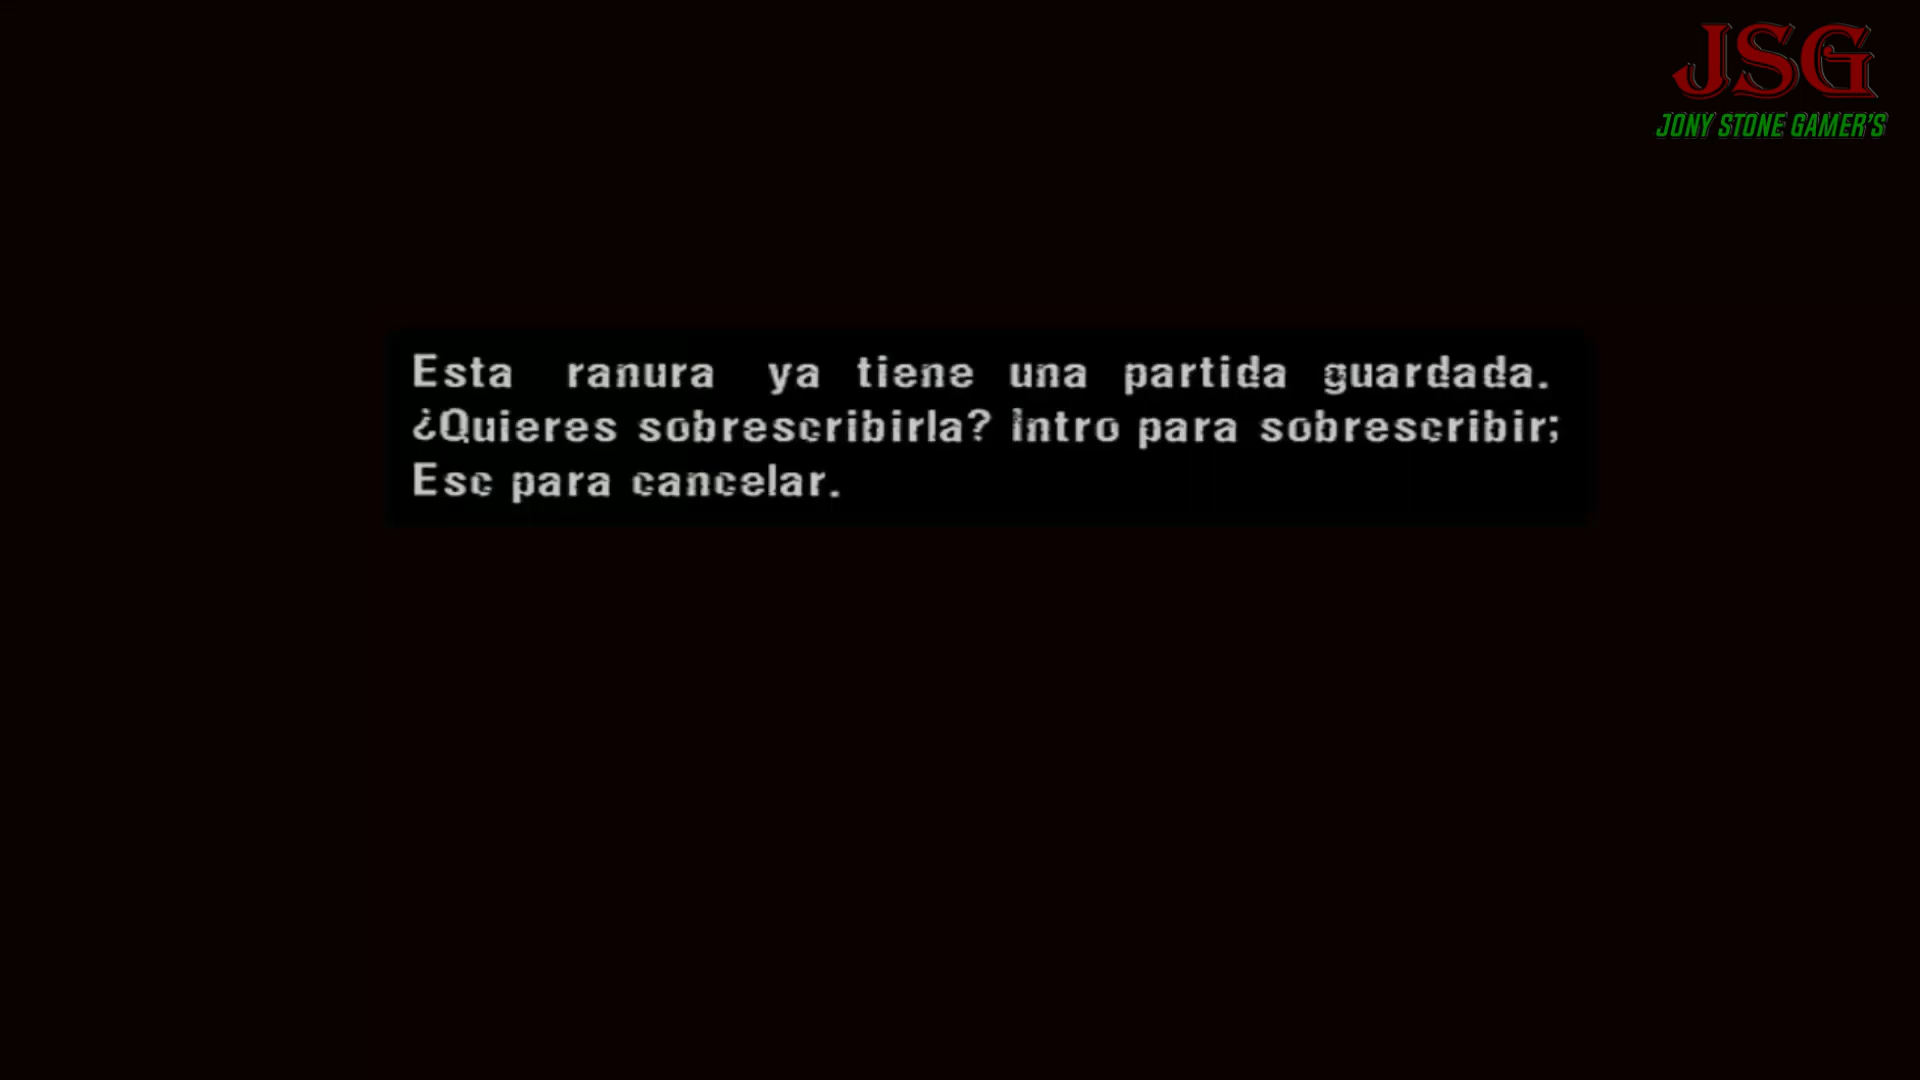 JSG
JONY STONE GAMER'S
Esta ranura ya tiene una partida guardada.
¿Quieres sobrescribirla? Intro para sobrescribir;
Esc para cancelar.